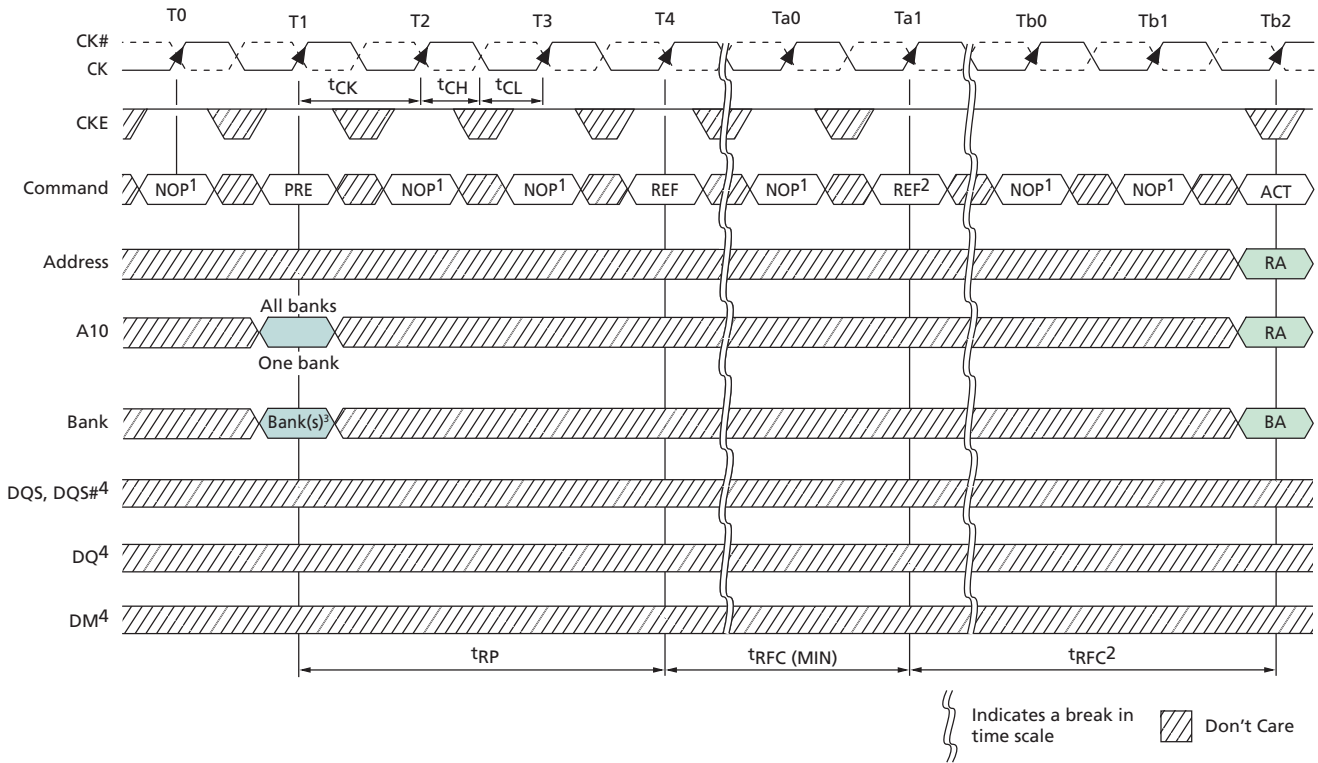 T0 T1 T2 T3 T4 Ta0 Ta1 Tb0 Tb1 Tb2
CK#
CK
tCK tCH tCL
CKE
Command NOP1 PRE NOP1 NOP1 REF NOP1 REF2 NOP1 NOP1 ACT
Address RA
All banks
A10 RA
One bank
Bank Bank(s)3 BA
DQS, DQS#4
DQ4
DM4
tRP tRFC (MIN) tRFC2
Indicates a break in
time scale
Don't Care